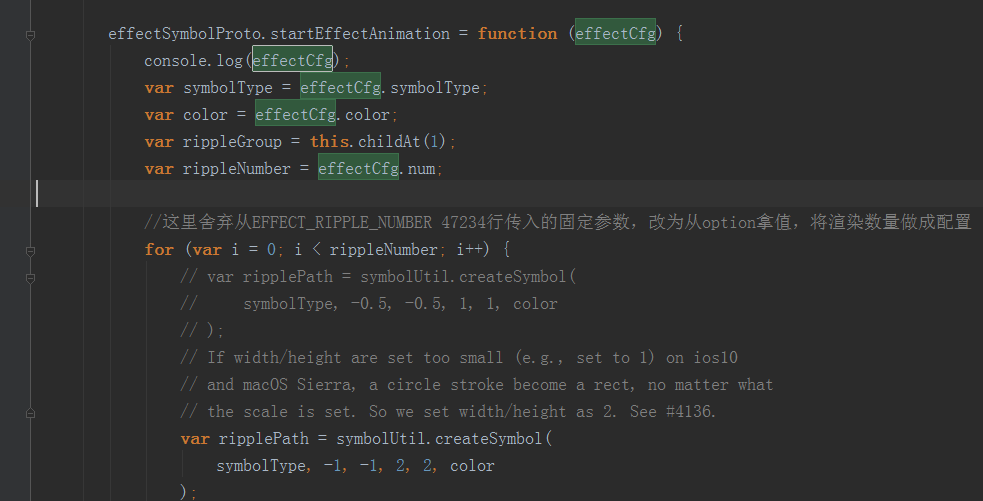 effectSymbolProto.startEffectAnimation = function (effectCfg) {
console.log(effectCfg);
var symbolType = effectCfg.symbolType;
var color = effectCfg.color;
var rippleGroup = this.childAt(1);
var rippleNumber = effectCfg.num;
//这里舍弃从EFFECT_RIPPLE_NUMBER 47234行传入的固定参数，改为从option拿值，将渲染数量做成配置
for (var i = 0; i < rippleNumber; i++) {
// var ripplePath = symbolUtil.createSymbol(
// symbolType, -0.5, -0.5, 1, 1, color
// );
// If width/height are set too small (e.g., set to 1) on ios10
// and macOS Sierra, a circle stroke become a rect, no matter what
// the scale is set. So we set width/height as 2. See #4136.
var ripplePath = symbolUtil.createSymbol(
symbolType, -1, -1, 2, 2, color
);